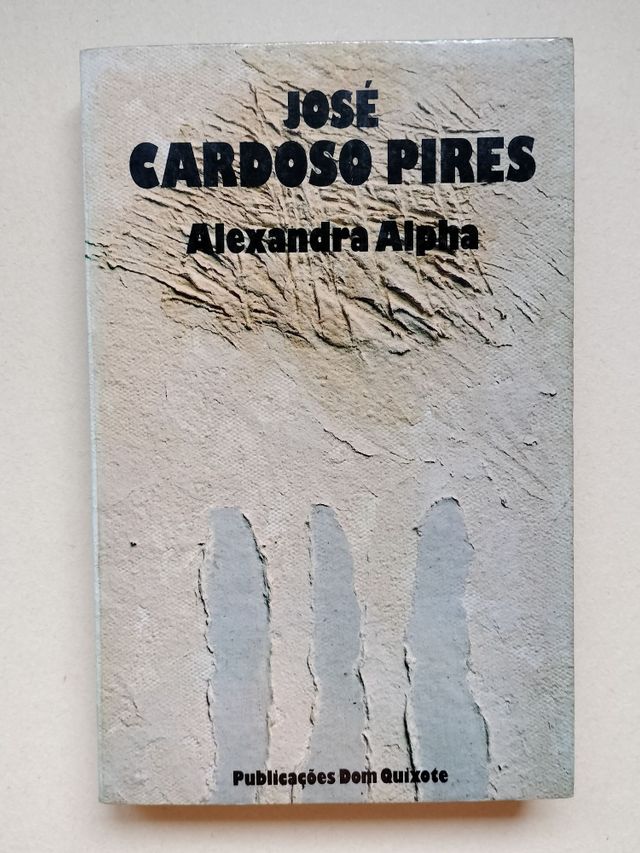 JOSÉ
CARDOSO PIRES
Alexandra Alpha
Publicações Dom Quixote